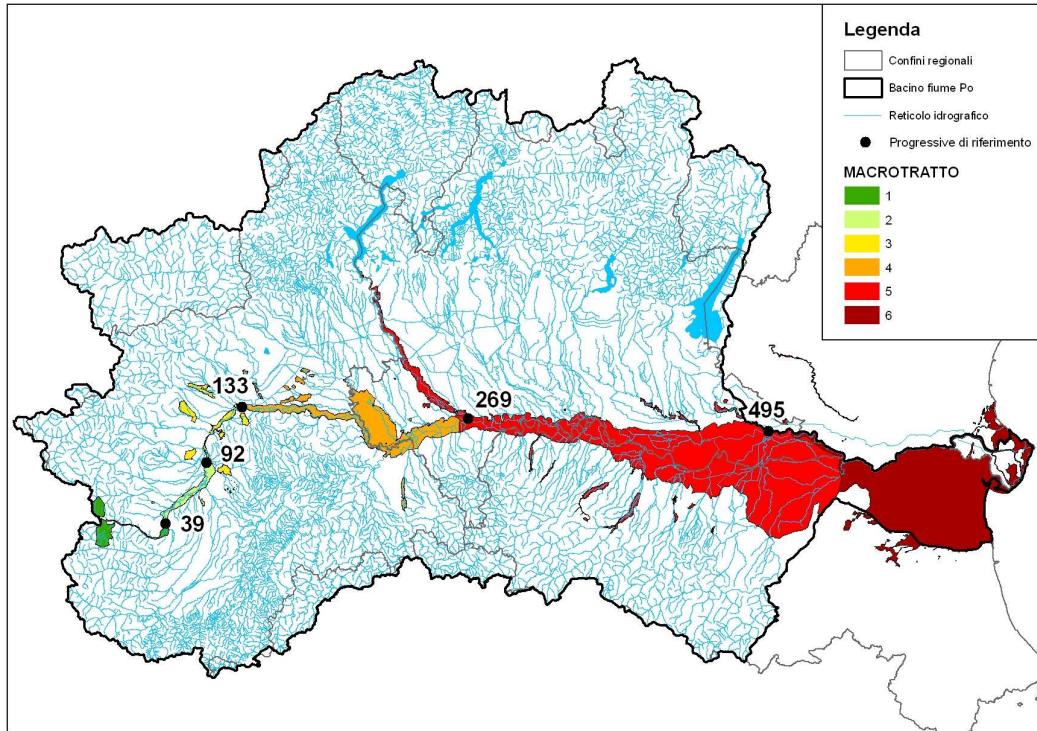 Legenda
Confini regionali
Bacino fiume Po
Reticolo idrografico
Progressive di riferimento
MACROTRATTO
1
2
3
4
5
6
133
269
495
92
39